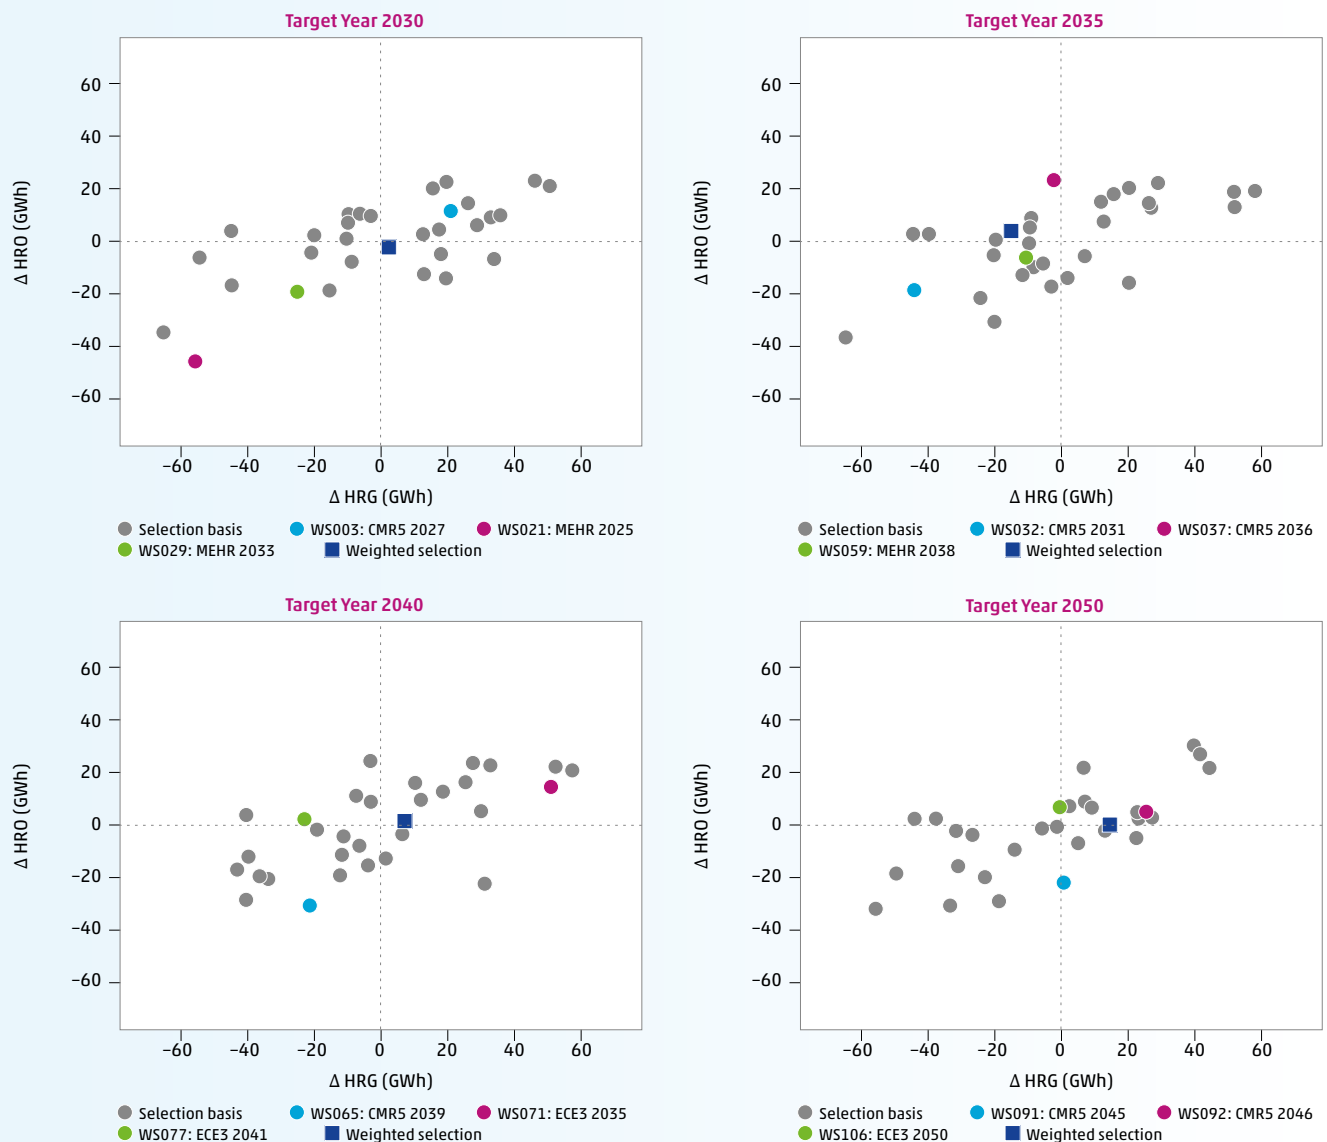 Target Year 2030
60
40
20
0
−20
−40
−60
Δ HRO (GWh)
−60 −40 −20 0 20 40 60
Δ HRG (GWh)
Selection basis WS003: CMR5 2027 WS021: MEHR 2025
WS029: MEHR 2033 Weighted selection
Target Year 2035
60
40
20
0
−20
−40
−60
Δ HRO (GWh)
−60 −40 −20 0 20 40 60
Δ HRG (GWh)
Selection basis WS032: CMR5 2031 WS037: CMR5 2036
WS059: MEHR 2038 Weighted selection
Target Year 2040
60
40
20
0
−20
−40
−60
Δ HRO (GWh)
−60 −40 −20 0 20 40 60
Δ HRG (GWh)
Selection basis WS065: CMR5 2039 WS071: ECE3 2035
WS077: ECE3 2041 Weighted selection
Target Year 2050
60
40
20
0
−20
−40
−60
Δ HRO (GWh)
−60 −40 −20 0 20 40 60
Δ HRG (GWh)
Selection basis WS091: CMR5 2045 WS092: CMR5 2046
WS106: ECE3 2050 Weighted selection